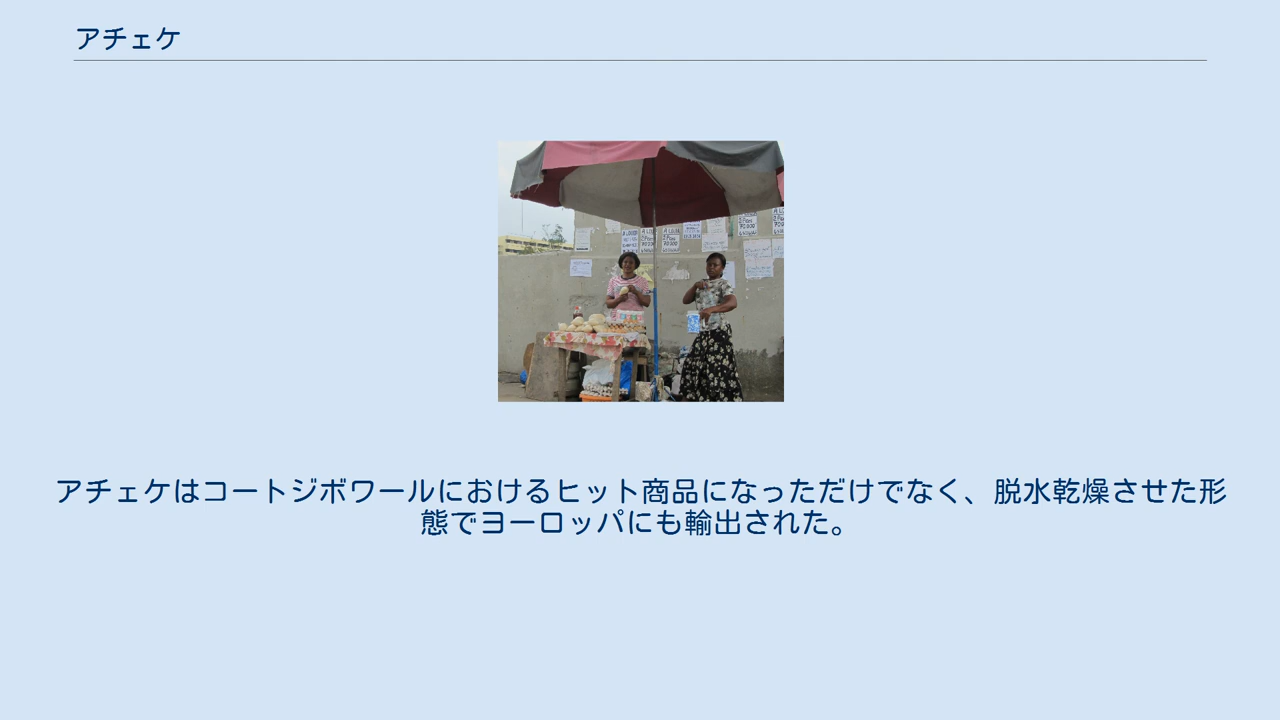 アチェケ
アチェケはコートジボワールにおけるヒット商品になっただけでなく、脱水乾燥させた形
態でヨーロッパにも輸出された。